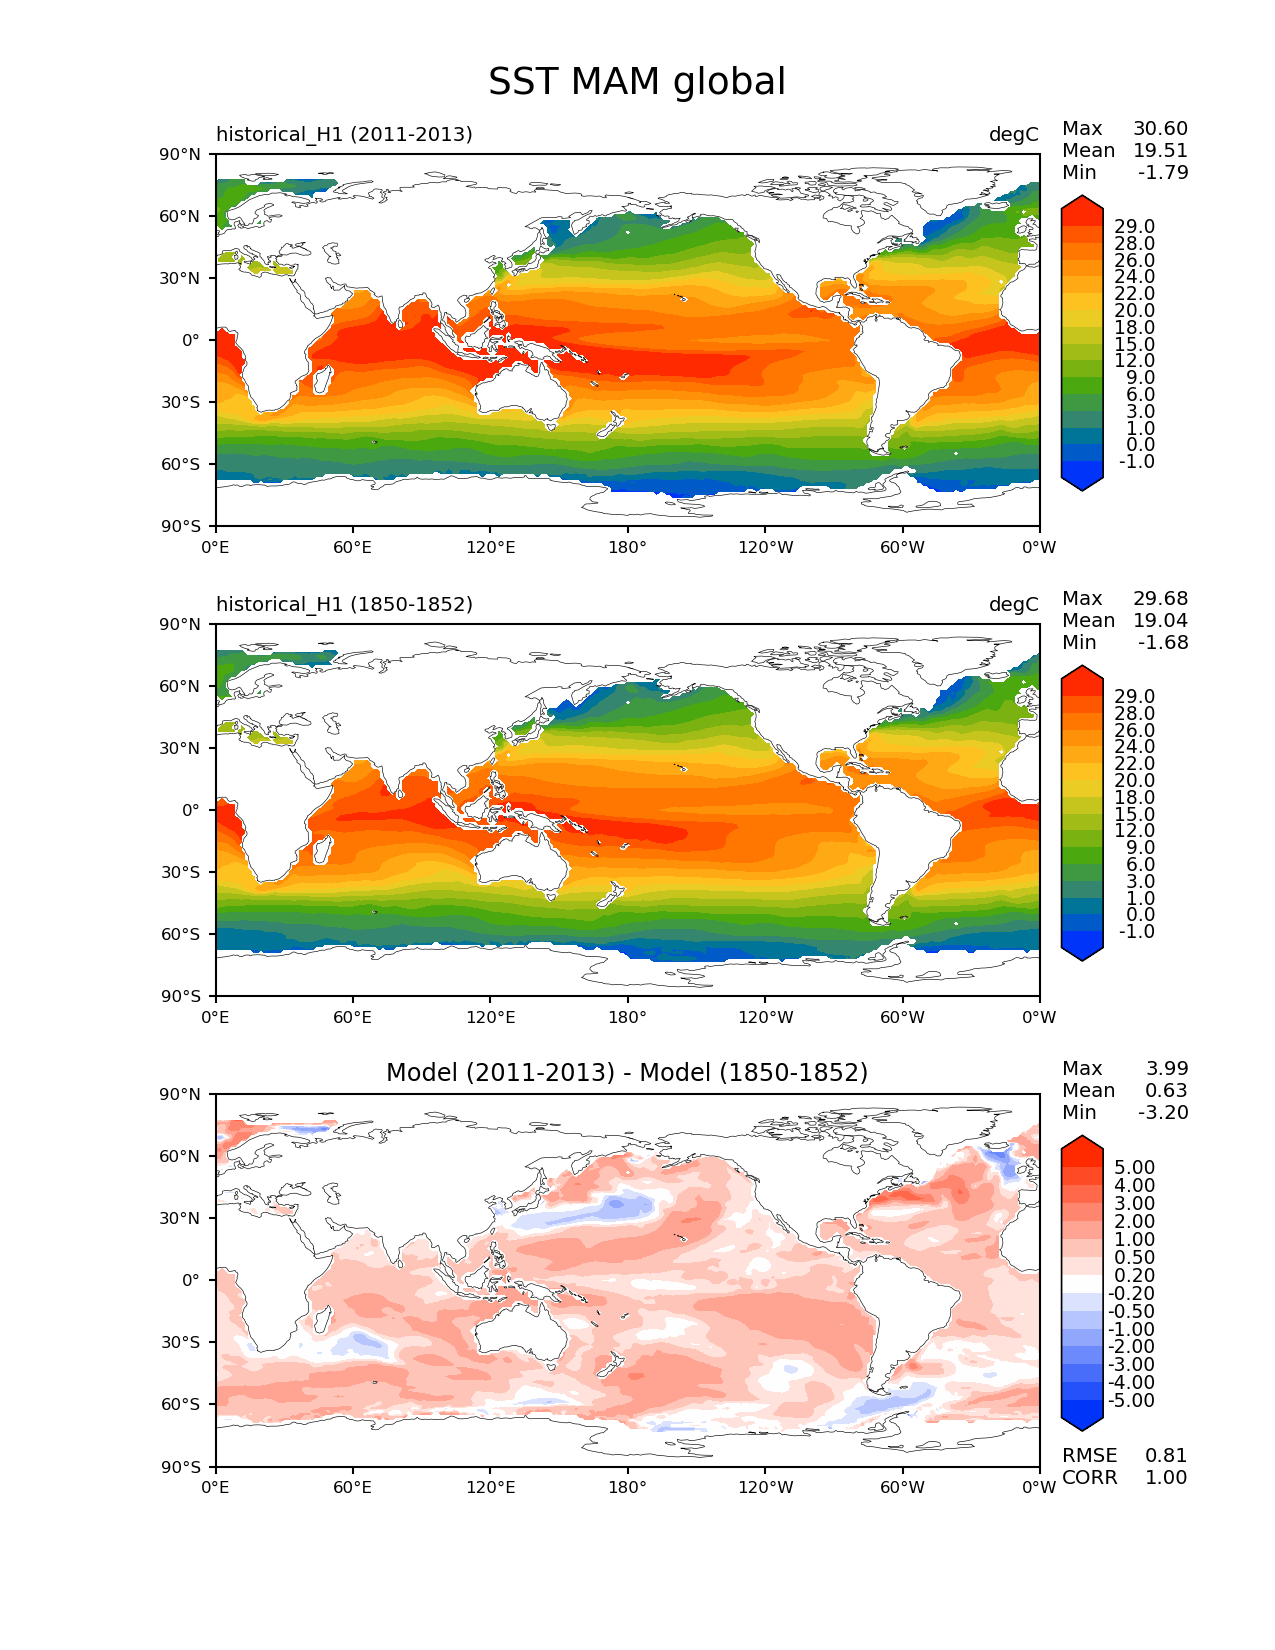 SST MAM global
historical_H1 (2011-2013) degC
Max 30.60
Mean 19.51
Min -1.79
90°N
60°N
30°N
0°
30°S
60°S
90°S
0°E 60°E 120°E 180° 120°W 60°W 0°W
29.0
28.0
26.0
24.0
22.0
20.0
18.0
15.0
12.0
9.0
6.0
3.0
1.0
0.0
-1.0
historical_H1 (1850-1852) degC
Max 29.68
Mean 19.04
Min -1.68
90°N
60°N
30°N
0°
30°S
60°S
90°S
0°E 60°E 120°E 180° 120°W 60°W 0°W
29.0
28.0
26.0
24.0
22.0
20.0
18.0
15.0
12.0
9.0
6.0
3.0
1.0
0.0
-1.0
Model (2011-2013) - Model (1850-1852)
Max 3.99
Mean 0.63
Min -3.20
90°N
60°N
30°N
0°
30°S
60°S
90°S
0°E 60°E 120°E 180° 120°W 60°W 0°W
5.00
4.00
3.00
2.00
1.00
0.50
0.20
-0.20
-0.50
-1.00
-2.00
-3.00
-4.00
-5.00
RMSE 0.81
CORR 1.00